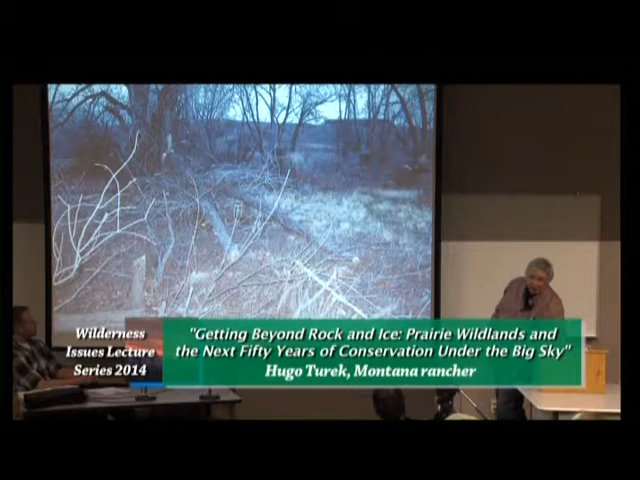 Wilderness
Issues Lecture
Series 2014
"Getting Beyond Rock and Ice: Prairie Wildlands and
the Next Fifty Years of Conservation Under the Big Sky"
Hugo Turek, Montana rancher